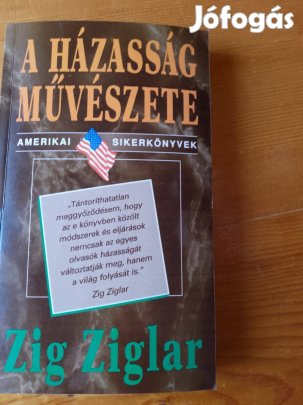 Jófogás
A HÁZASSÁG
MŰVÉSZETE
AMERIKAI SIKERKÖNYVEK
„Tántoríthatatlan
meggyőződésem, hogy
az e könyvben közölt
módszerek és eljárások
nemcsak az egyes
olvasók házasságát
változtatják meg, hanem
a világ folyását is.”
Zig Ziglar
Zig Ziglar